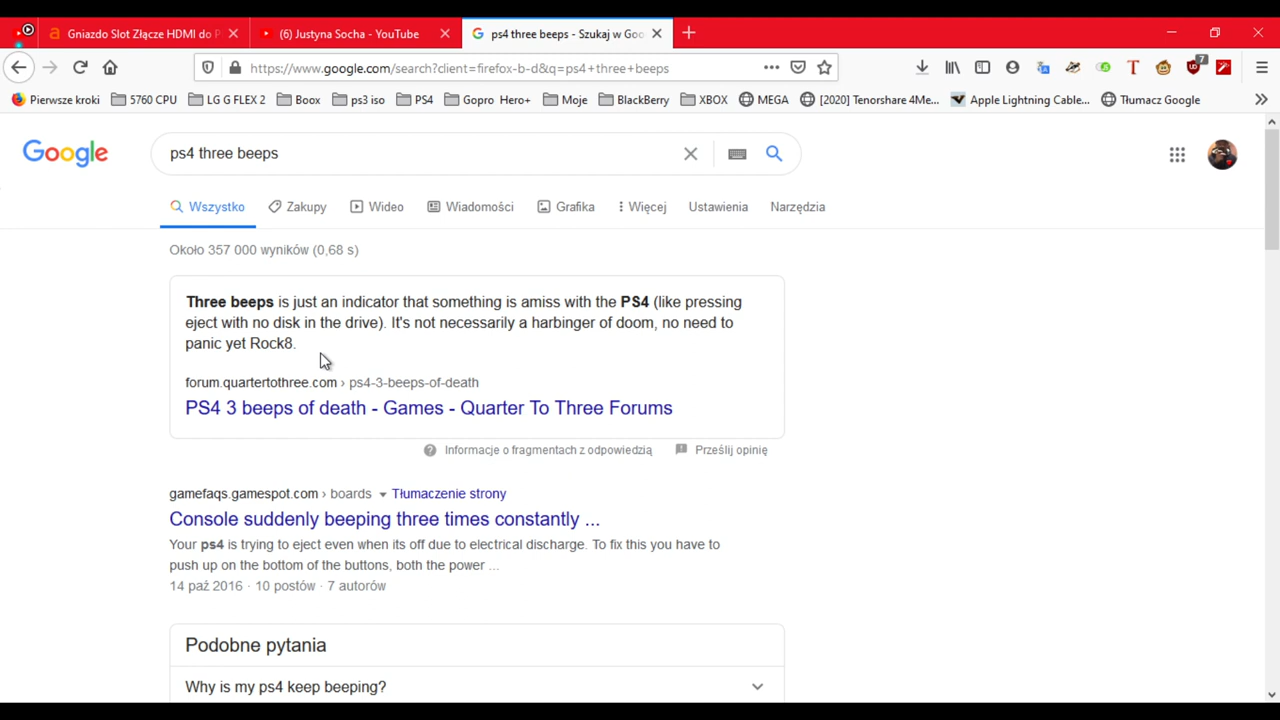 Gniazdo Slot Złącze HDMI do P
(6) Justyna Socha - YouTube
ps4 three beeps - Szukaj w Goo
https://www.google.com/search?client=firefox-b-d&q=ps4+three+beeps
7
Pierwsze kroki 5760 CPU LG G FLEX 2 Boox ps3 iso PS4 Gopro Hero+ Moje BlackBerry XBOX MEGA [2020] Tenorshare 4Me... Apple Lightning Cable... Tłumacz Google
Google
ps4 three beeps
Wszystko Zakupy Wideo Wiadomości Grafika Więcej Ustawienia Narzędzia
Około 357 000 wyników (0,68 s)
Three beeps is just an indicator that something is amiss with the PS4 (like pressing
eject with no disk in the drive). It's not necessarily a harbinger of doom, no need to
panic yet Rock8.
forum.quartertothree.com › ps4-3-beeps-of-death
PS4 3 beeps of death - Games - Quarter To Three Forums
Informacje o fragmentach z odpowiedzią Prześlij opinię
gamefaqs.gamespot.com › boards Tłumaczenie strony
Console suddenly beeping three times constantly ...
Your ps4 is trying to eject even when its off due to electrical discharge. To fix this you have to
push up on the bottom of the buttons, both the power ...
14 paź 2016 · 10 postów · 7 autorów
Podobne pytania
Why is my ps4 keep beeping?